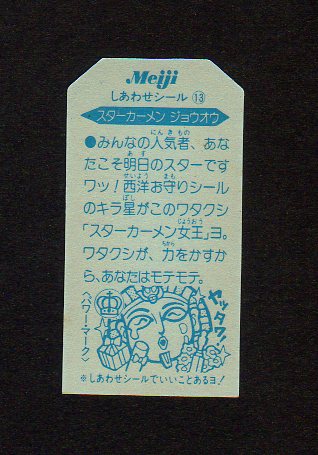 Meiji
しあわせシール⑬
スターカーメン ジョウオウ
●みんなの人気者、あな
たこそ明日のスターです
ワッ!西洋お守りシール
のキラ星がこのワタクシ
「スターカーメン女王」ヨ。
ワタクシが、力をかすか
ら、あなたはモテモテ。
ヤッタワ!
〈パワー・マーク〉
※しあわせシールでいいことあるヨ!